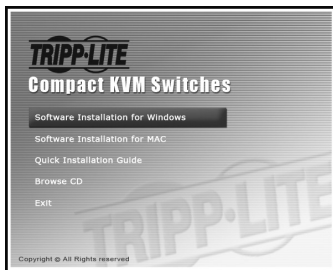 TRIPP·LITE
Compact KVM Switches
Software Installation for Windows
Software Installation for MAC
Quick Installation Guide
Browse CD
Exit
TRIPP·LITE
Copyright @ All Rights reserved